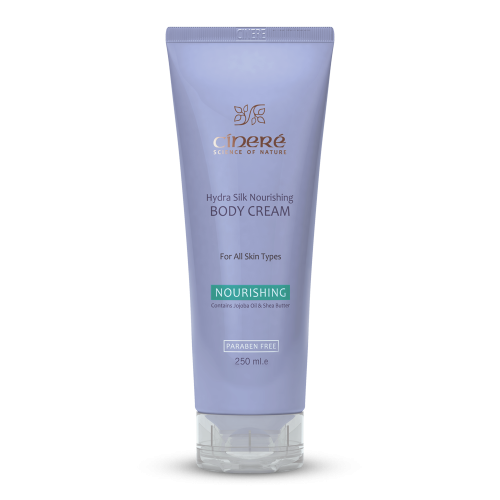 CINERE
cineré
SCIENCE OF NATURE
Hydra Silk Nourishing
BODY CREAM
For All Skin Types
NOURISHING
Contains Jojoba Oil & Shea Butter
PARABEN FREE
250 ml.e